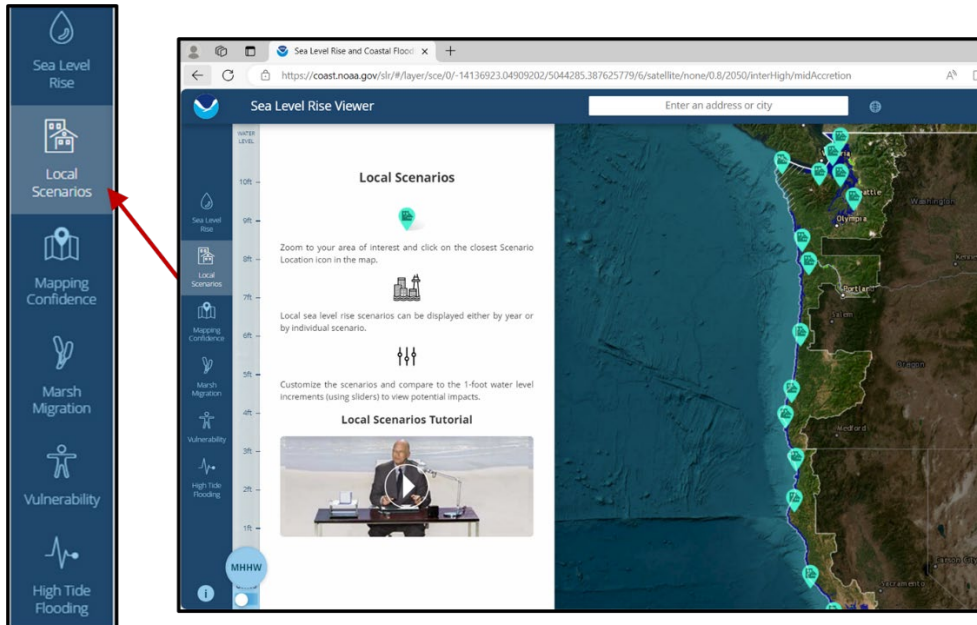 Sea Level
Rise
Local
Scenarios
Mapping
Confidence
Marsh
Migration
Vulnerability
High Tide
Flooding
Sea Level Rise and Coastal Flood
https://coast.noaa.gov/slr/#/layer/sce/0/-14136923.04909202/5044285.387625779/6/satellite/none/0.8/2050/interHigh/midAccretion
Sea Level Rise Viewer
Enter an address or city
WATER
LEVEL
10ft
9ft
8ft
7ft
6ft
5ft
4ft
3ft
2ft
1ft
MHHW
Sea Level
Rise
Local
Scenarios
Mapping
Confidence
Marsh
Migration
Vulnerability
High Tide
Flooding
Local Scenarios
Zoom to your area of interest and click on the closest Scenario
Location icon in the map.
Local sea level rise scenarios can be displayed either by year or
by individual scenario.
Customize the scenarios and compare to the 1-foot water level
increments (using sliders) to view potential impacts.
Local Scenarios Tutorial
Washington
Olympia
Salem
Oregon
Medford
Sacramento